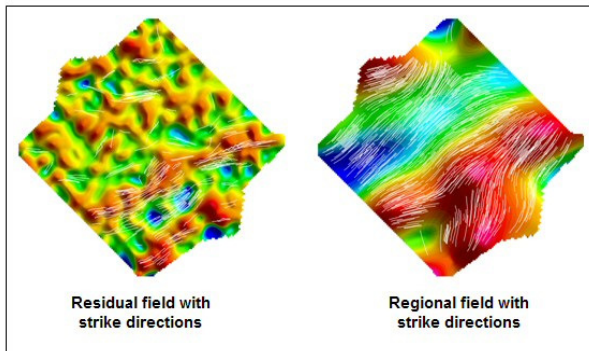 Residual field with
strike directions
Regional field with
strike directions